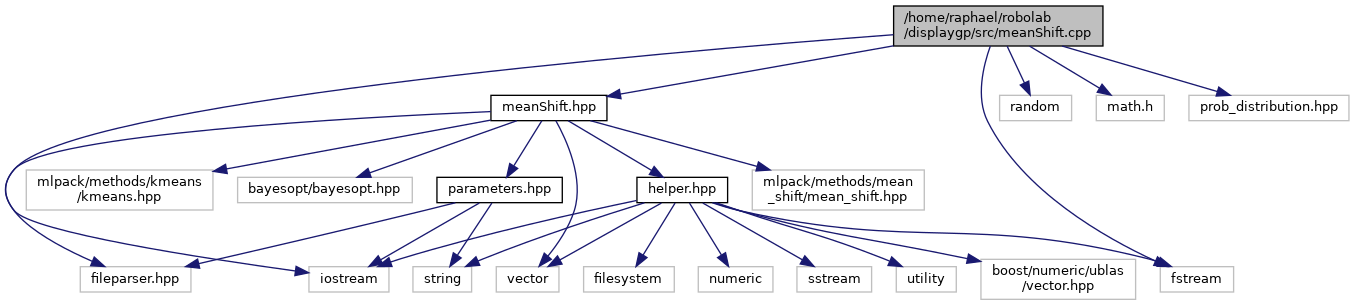 /home/raphael/robolab
/displaygp/src/meanShift.cpp
meanShift.hpp
random
math.h
prob_distribution.hpp
mlpack/methods/kmeans
/kmeans.hpp
bayesopt/bayesopt.hpp
parameters.hpp
helper.hpp
mlpack/methods/mean
_shift/mean_shift.hpp
fileparser.hpp
iostream
string
vector
filesystem
numeric
sstream
utility
boost/numeric/ublas
/vector.hpp
fstream